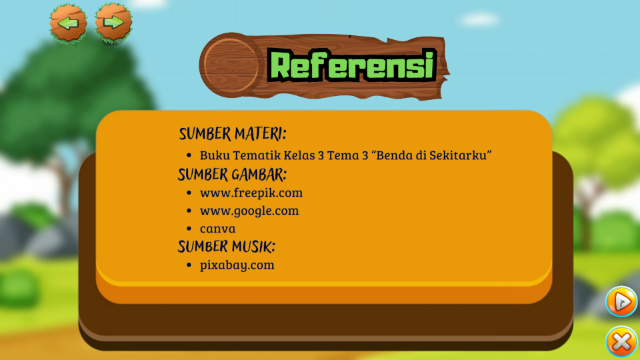 Referensi
SUMBER MATERI:
• Buku Tematik Kelas 3 Tema 3 “Benda di Sekitarku”
SUMBER GAMBAR:
• www.freepik.com
• www.google.com
• canva
SUMBER MUSIK:
• pixabay.com